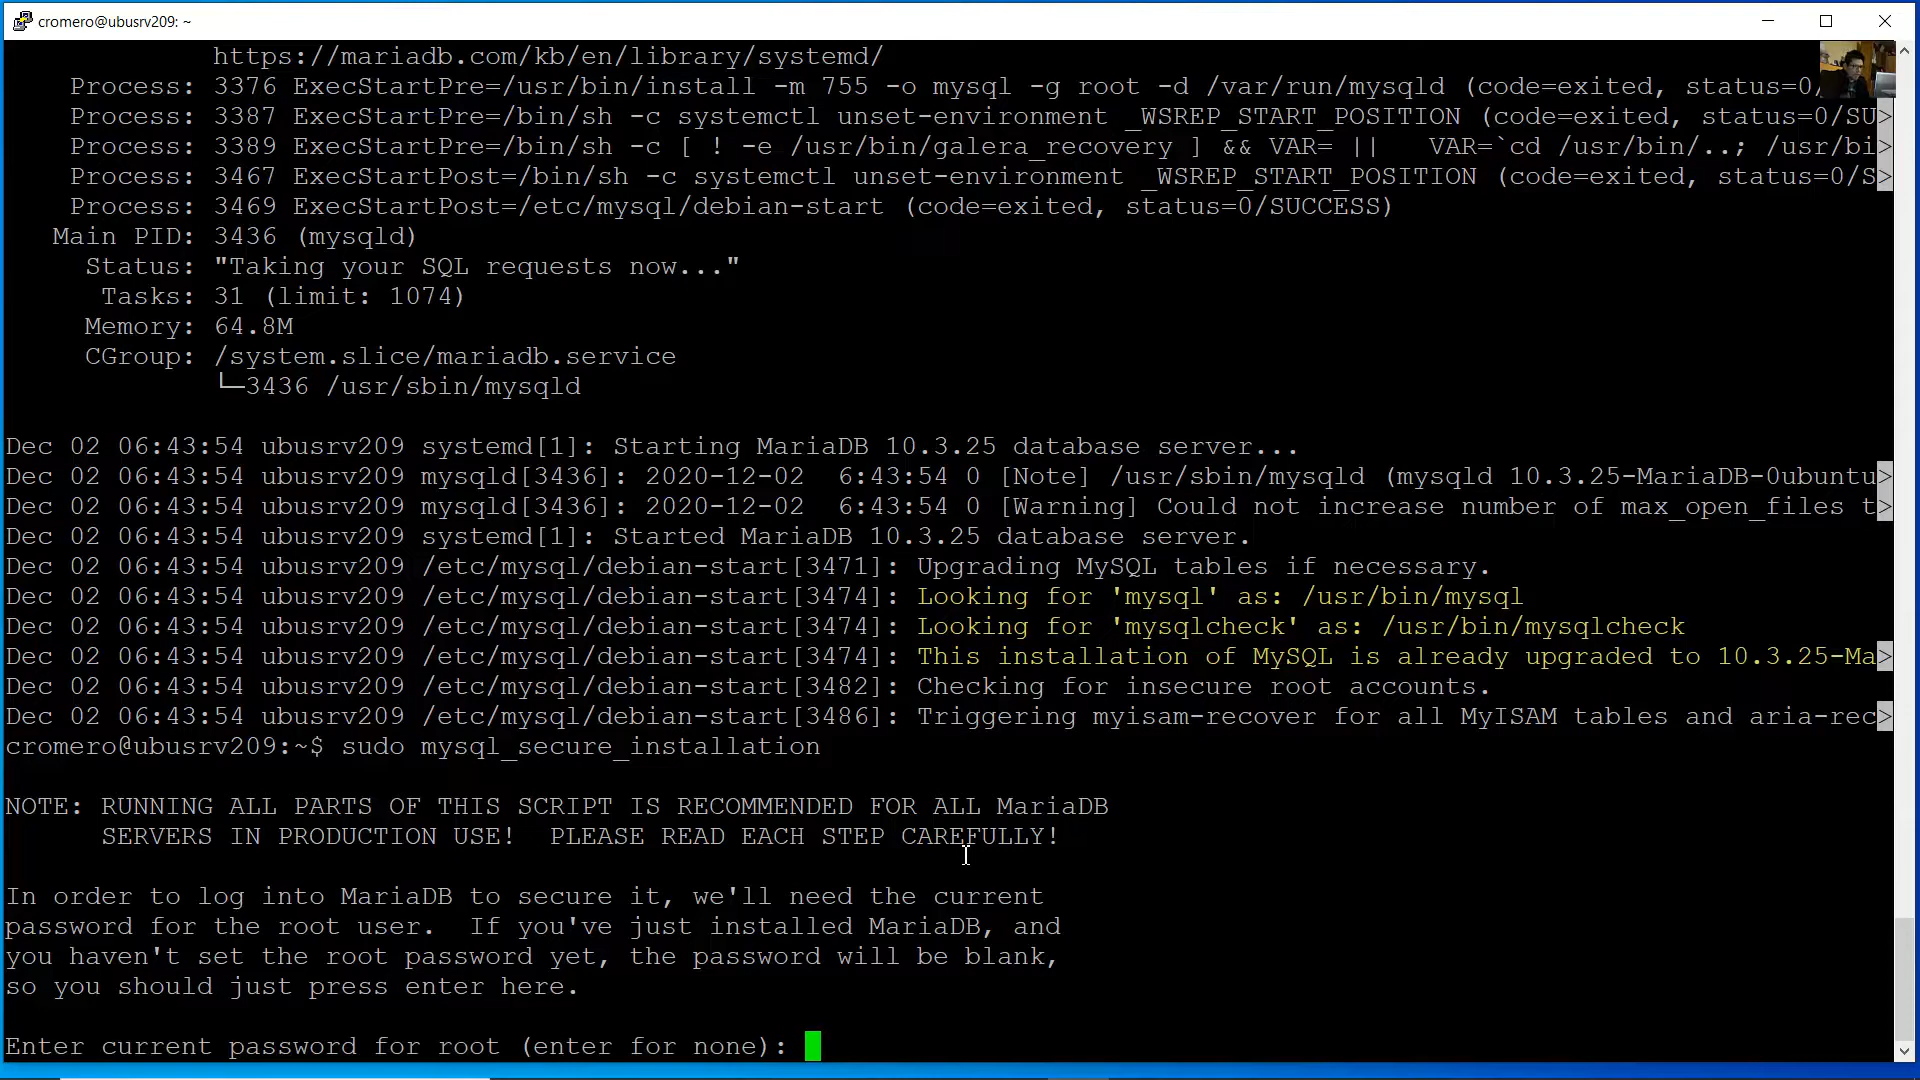 cromero@ubusrv209: ~
https://mariadb.com/kb/en/library/systemd/
Process: 3376 ExecStartPre=/usr/bin/install -m 755 -o mysql -g root -d /var/run/mysqld (code=exited, status=0/
Process: 3387 ExecStartPre=/bin/sh -c systemctl unset-environment _WSREP_START_POSITION (code=exited, status=0/SU>
Process: 3389 ExecStartPre=/bin/sh -c [ ! -e /usr/bin/galera_recovery ] && VAR= ||   VAR=`cd /usr/bin/..; /usr/bi>
Process: 3467 ExecStartPost=/bin/sh -c systemctl unset-environment _WSREP_START_POSITION (code=exited, status=0/S>
Process: 3469 ExecStartPost=/etc/mysql/debian-start (code=exited, status=0/SUCCESS)
Main PID: 3436 (mysqld)
Status: "Taking your SQL requests now..."
Tasks: 31 (limit: 1074)
Memory: 64.8M
CGroup: /system.slice/mariadb.service
└─3436 /usr/sbin/mysqld
Dec 02 06:43:54 ubusrv209 systemd[1]: Starting MariaDB 10.3.25 database server...
Dec 02 06:43:54 ubusrv209 mysqld[3436]: 2020-12-02  6:43:54 0 [Note] /usr/sbin/mysqld (mysqld 10.3.25-MariaDB-0ubuntu>
Dec 02 06:43:54 ubusrv209 mysqld[3436]: 2020-12-02  6:43:54 0 [Warning] Could not increase number of max_open_files t>
Dec 02 06:43:54 ubusrv209 systemd[1]: Started MariaDB 10.3.25 database server.
Dec 02 06:43:54 ubusrv209 /etc/mysql/debian-start[3471]: Upgrading MySQL tables if necessary.
Dec 02 06:43:54 ubusrv209 /etc/mysql/debian-start[3474]: Looking for 'mysql' as: /usr/bin/mysql
Dec 02 06:43:54 ubusrv209 /etc/mysql/debian-start[3474]: Looking for 'mysqlcheck' as: /usr/bin/mysqlcheck
Dec 02 06:43:54 ubusrv209 /etc/mysql/debian-start[3474]: This installation of MySQL is already upgraded to 10.3.25-Ma>
Dec 02 06:43:54 ubusrv209 /etc/mysql/debian-start[3482]: Checking for insecure root accounts.
Dec 02 06:43:54 ubusrv209 /etc/mysql/debian-start[3486]: Triggering myisam-recover for all MyISAM tables and aria-rec>
cromero@ubusrv209:~$ sudo mysql_secure_installation
NOTE: RUNNING ALL PARTS OF THIS SCRIPT IS RECOMMENDED FOR ALL MariaDB
SERVERS IN PRODUCTION USE!  PLEASE READ EACH STEP CAREFULLY!
In order to log into MariaDB to secure it, we'll need the current
password for the root user.  If you've just installed MariaDB, and
you haven't set the root password yet, the password will be blank,
so you should just press enter here.
Enter current password for root (enter for none):